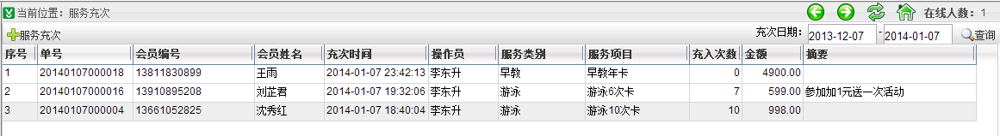 当前位置：服务充次 在线人数：1
服务充次 充次日期： 2013-12-07 - 2014-01-07 查询
序号 单号 会员编号 会员姓名 充次时间 操作员 服务类别 服务项目 充入次数 金额 摘要
1 20140107000018 13811830899 王雨 2014-01-07 23:42:13 李东升 早教 早教年卡 0 4900.00
2 20140107000016 13910895208 刘芷君 2014-01-07 19:32:06 李东升 游泳 游泳6次卡 7 599.00 参加加1元送一次活动
3 20140107000004 13661052825 沈秀红 2014-01-07 18:40:04 李东升 游泳 游泳10次卡 10 998.00